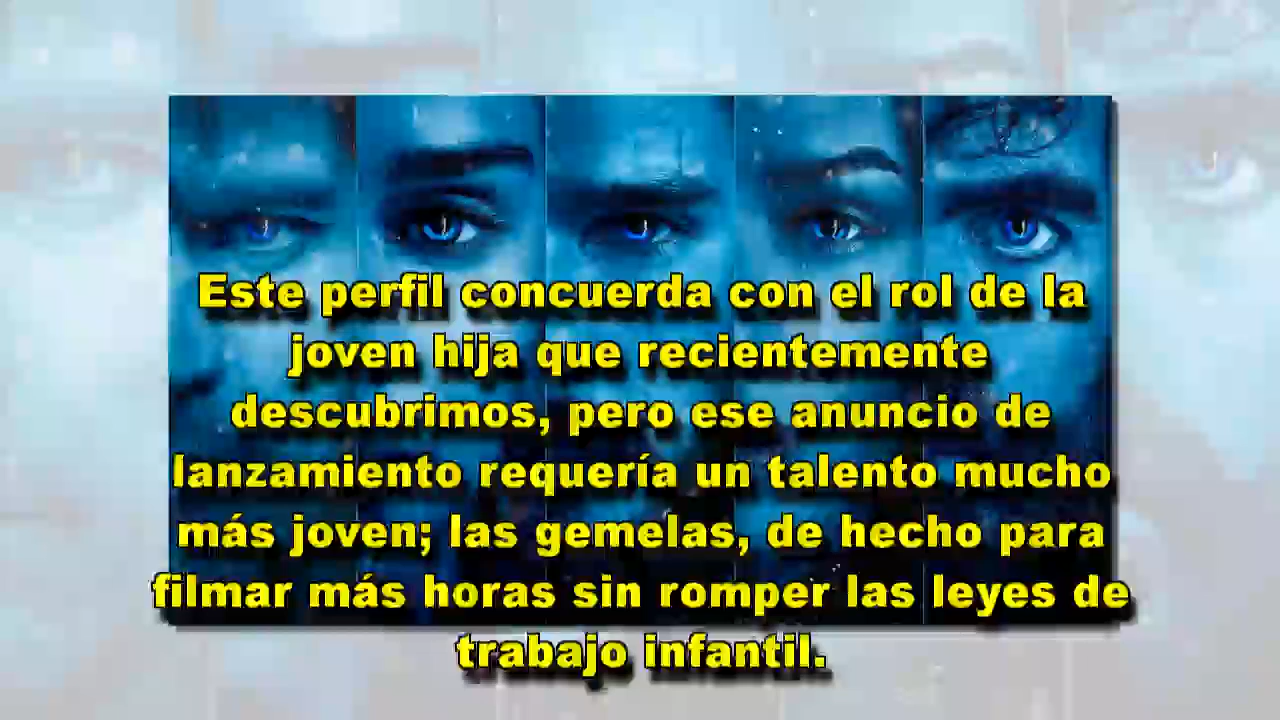 Este perfil concuerda con el rol de la
joven hija que recientemente
descubrimos, pero ese anuncio de
lanzamiento requería un talento mucho
más joven; las gemelas, de hecho para
filmar más horas sin romper las leyes de
trabajo infantil.